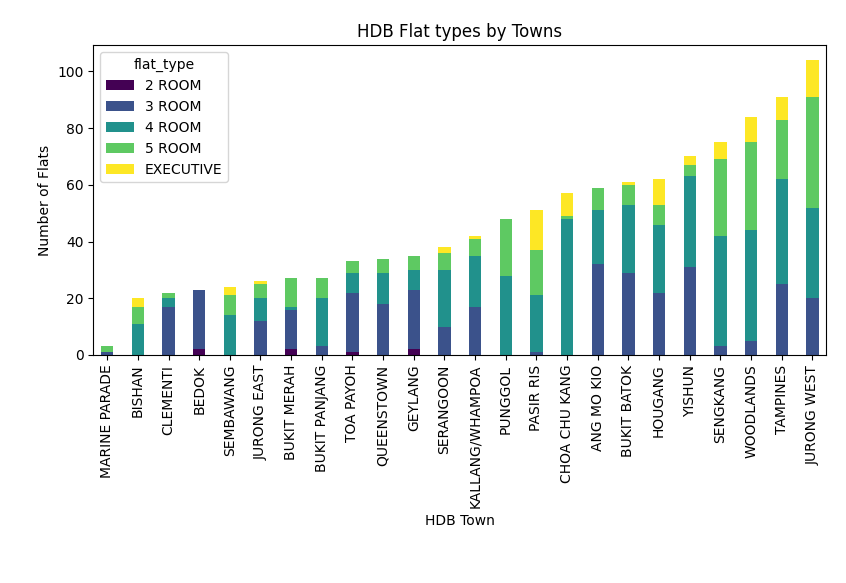 HDB Flat types by Towns
flat_type
2 ROOM
3 ROOM
4 ROOM
5 ROOM
EXECUTIVE
Number of Flats
100
80
60
40
20
0
MARINE PARADE
BISHAN
CLEMENTI
BEDOK
SEMBAWANG
JURONG EAST
BUKIT MERAH
BUKIT PANJANG
TOA PAYOH
QUEENSTOWN
GEYLANG
SERANGOON
KALLANG/WHAMPOA
PUNGGOL
PASIR RIS
CHOA CHU KANG
ANG MO KIO
BUKIT BATOK
HOUGANG
YISHUN
SENGKANG
WOODLANDS
TAMPINES
JURONG WEST
HDB Town